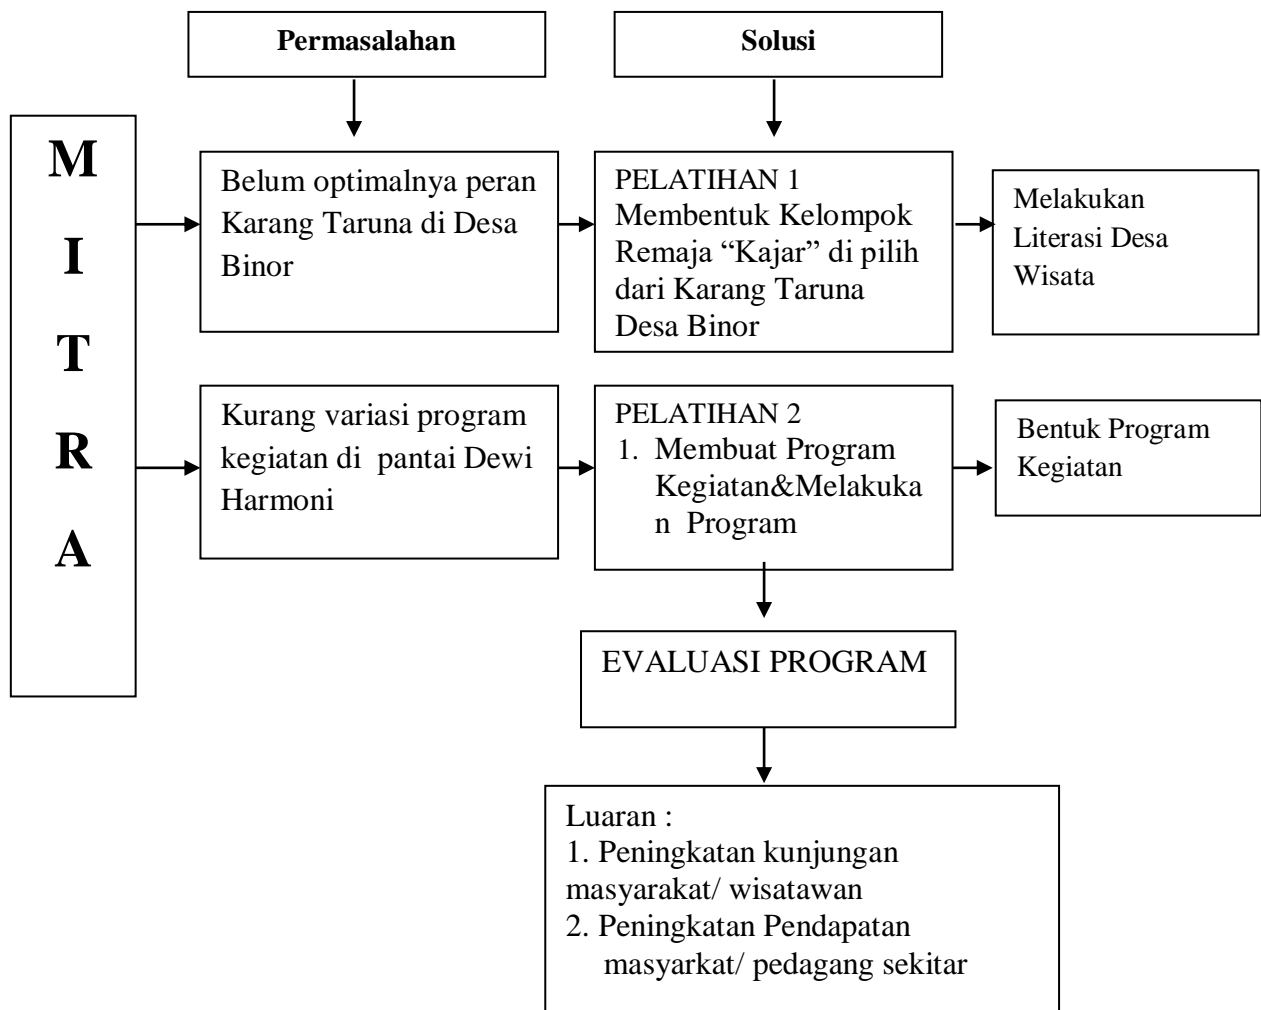 Permasalahan
Solusi
M
I
T
R
A
Belum optimalnya peran
Karang Taruna di Desa
Binor
PELATIHAN 1
Membentuk Kelompok
Remaja “Kajar” di pilih
dari Karang Taruna
Desa Binor
Melakukan
Literasi Desa
Wisata
Kurang variasi program
kegiatan di pantai Dewi
Harmoni
PELATIHAN 2
1. Membuat Program
Kegiatan&Melakuka
n Program
Bentuk Program
Kegiatan
EVALUASI PROGRAM
Luaran :
1. Peningkatan kunjungan
masyarakat/ wisatawan
2. Peningkatan Pendapatan
masyarkat/ pedagang sekitar